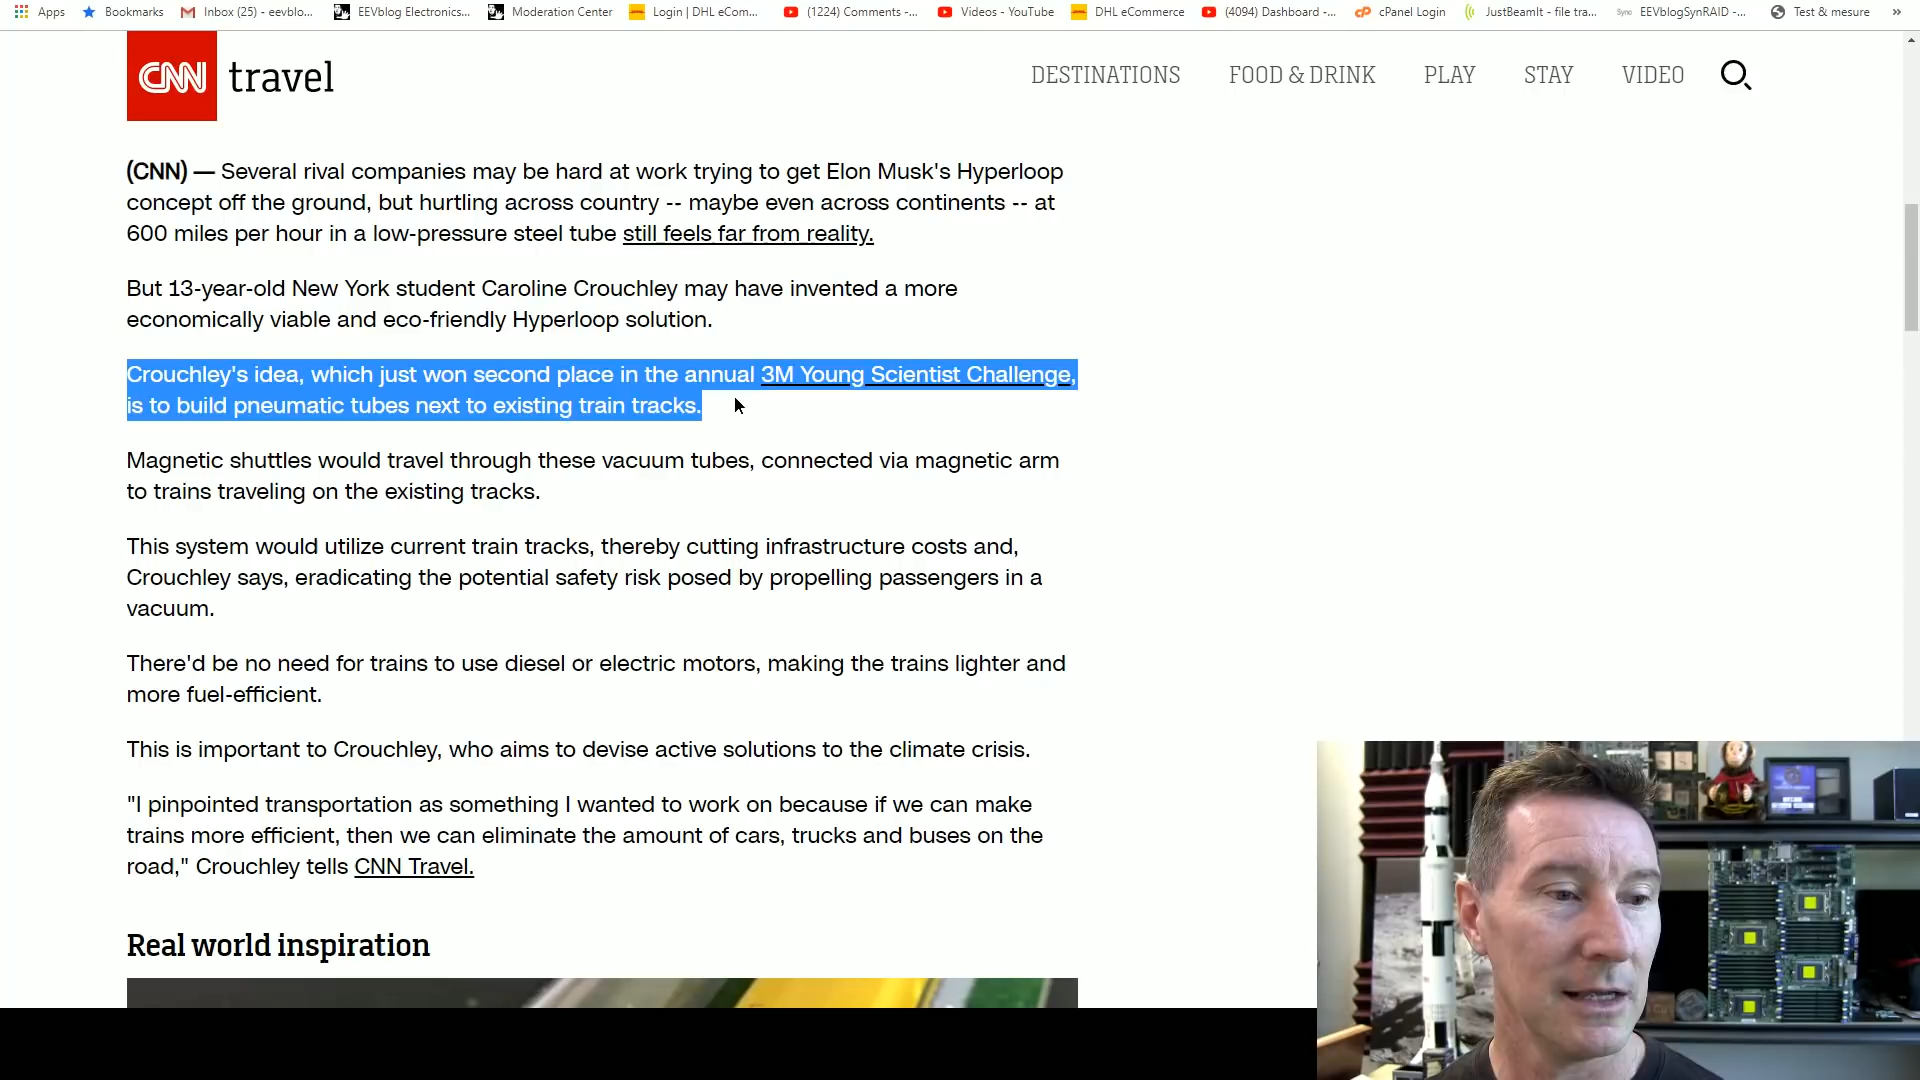 Apps Bookmarks Inbox (25) - eevblo... EEVblog Electronics... Moderation Center Login | DHL eCom... (1224) Comments -... Videos - YouTube DHL eCommerce (4094) Dashboard -... cPanel Login JustBeamIt - file tra... Sync EEVblogSynRAID -... Test & mesure »
CNN travel DESTINATIONS FOOD & DRINK PLAY STAY VIDEO
(CNN) — Several rival companies may be hard at work trying to get Elon Musk's Hyperloop
concept off the ground, but hurtling across country -- maybe even across continents -- at
600 miles per hour in a low-pressure steel tube still feels far from reality.
But 13-year-old New York student Caroline Crouchley may have invented a more
economically viable and eco-friendly Hyperloop solution.
Crouchley's idea, which just won second place in the annual 3M Young Scientist Challenge,
is to build pneumatic tubes next to existing train tracks.
Magnetic shuttles would travel through these vacuum tubes, connected via magnetic arm
to trains traveling on the existing tracks.
This system would utilize current train tracks, thereby cutting infrastructure costs and,
Crouchley says, eradicating the potential safety risk posed by propelling passengers in a
vacuum.
There'd be no need for trains to use diesel or electric motors, making the trains lighter and
more fuel-efficient.
This is important to Crouchley, who aims to devise active solutions to the climate crisis.
"I pinpointed transportation as something I wanted to work on because if we can make
trains more efficient, then we can eliminate the amount of cars, trucks and buses on the
road," Crouchley tells CNN Travel.
Real world inspiration